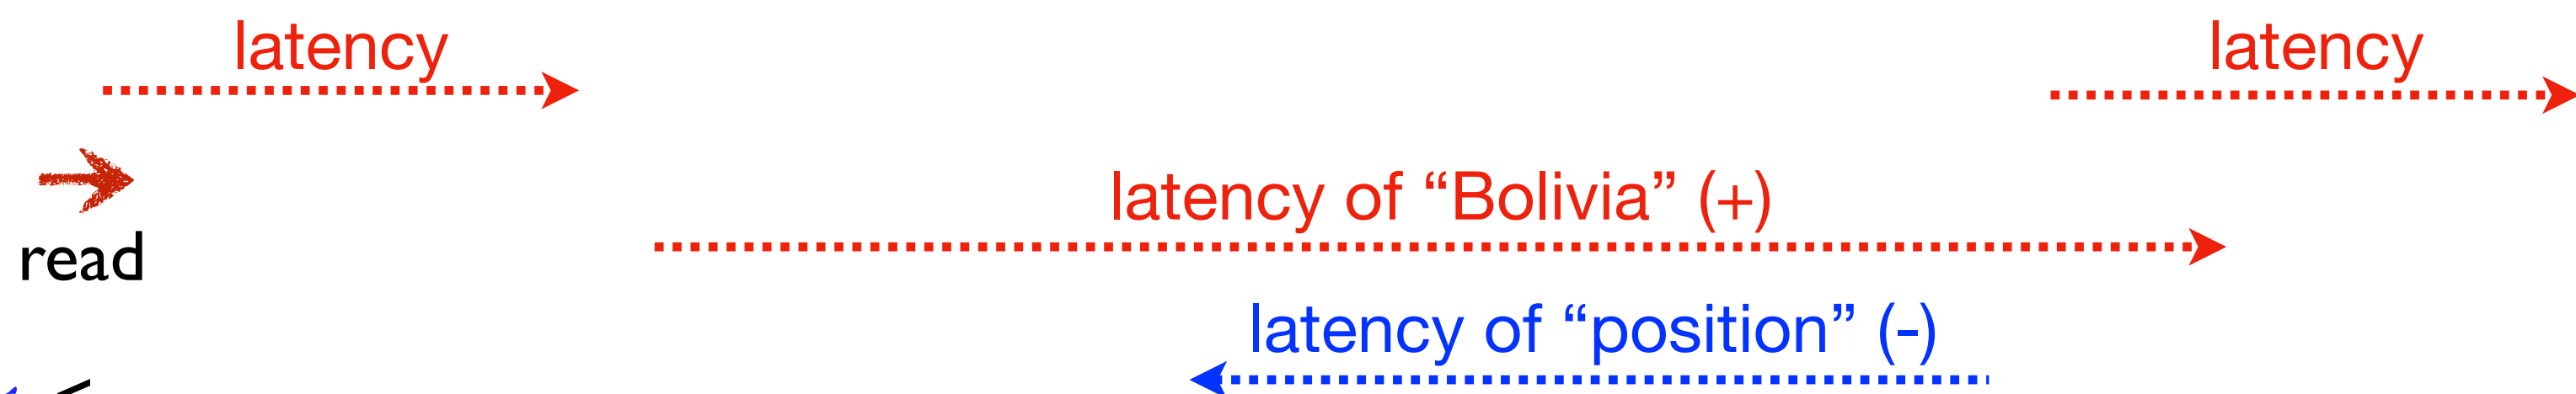 latency
latency
latency of “Bolivia” (+)
read
latency of “position” (-)